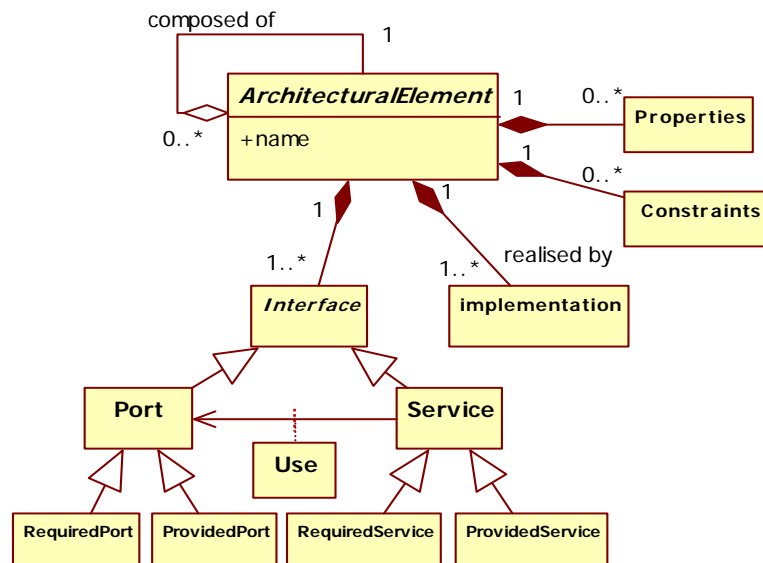 composed of
1
ArchitecturalElement
0..*
+name
1
0..*
Properties
1
0..*
Constraints
1
1
1..*
1..*
realised by
Interface
implementation
Port
Service
Use
RequiredPort
ProvidedPort
RequiredService
ProvidedService